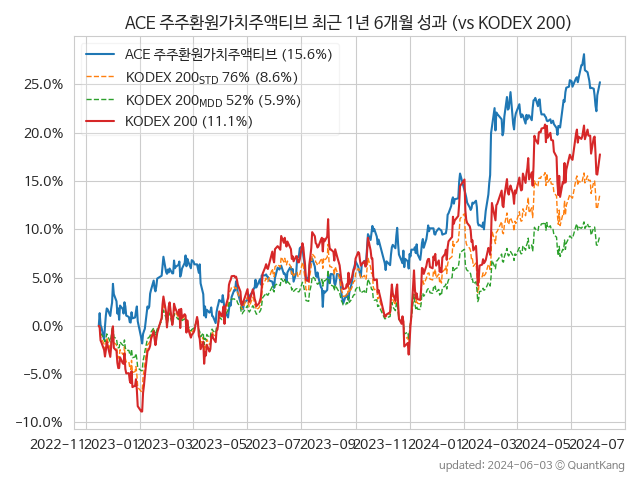 ACE 주주환원가치주액티브 최근 1년 6개월 성과 (vs KODEX 200)
ACE 주주환원가치주액티브 (15.6%)
KODEX 200STD 76% (8.6%)
KODEX 200MDD 52% (5.9%)
KODEX 200 (11.1%)
25.0%
20.0%
15.0%
10.0%
5.0%
0.0%
−5.0%
−10.0%
2022-11 2023-01 2023-03 2023-05 2023-07 2023-09 2023-11 2024-01 2024-03 2024-05 2024-07
updated: 2024-06-03 © QuantKang